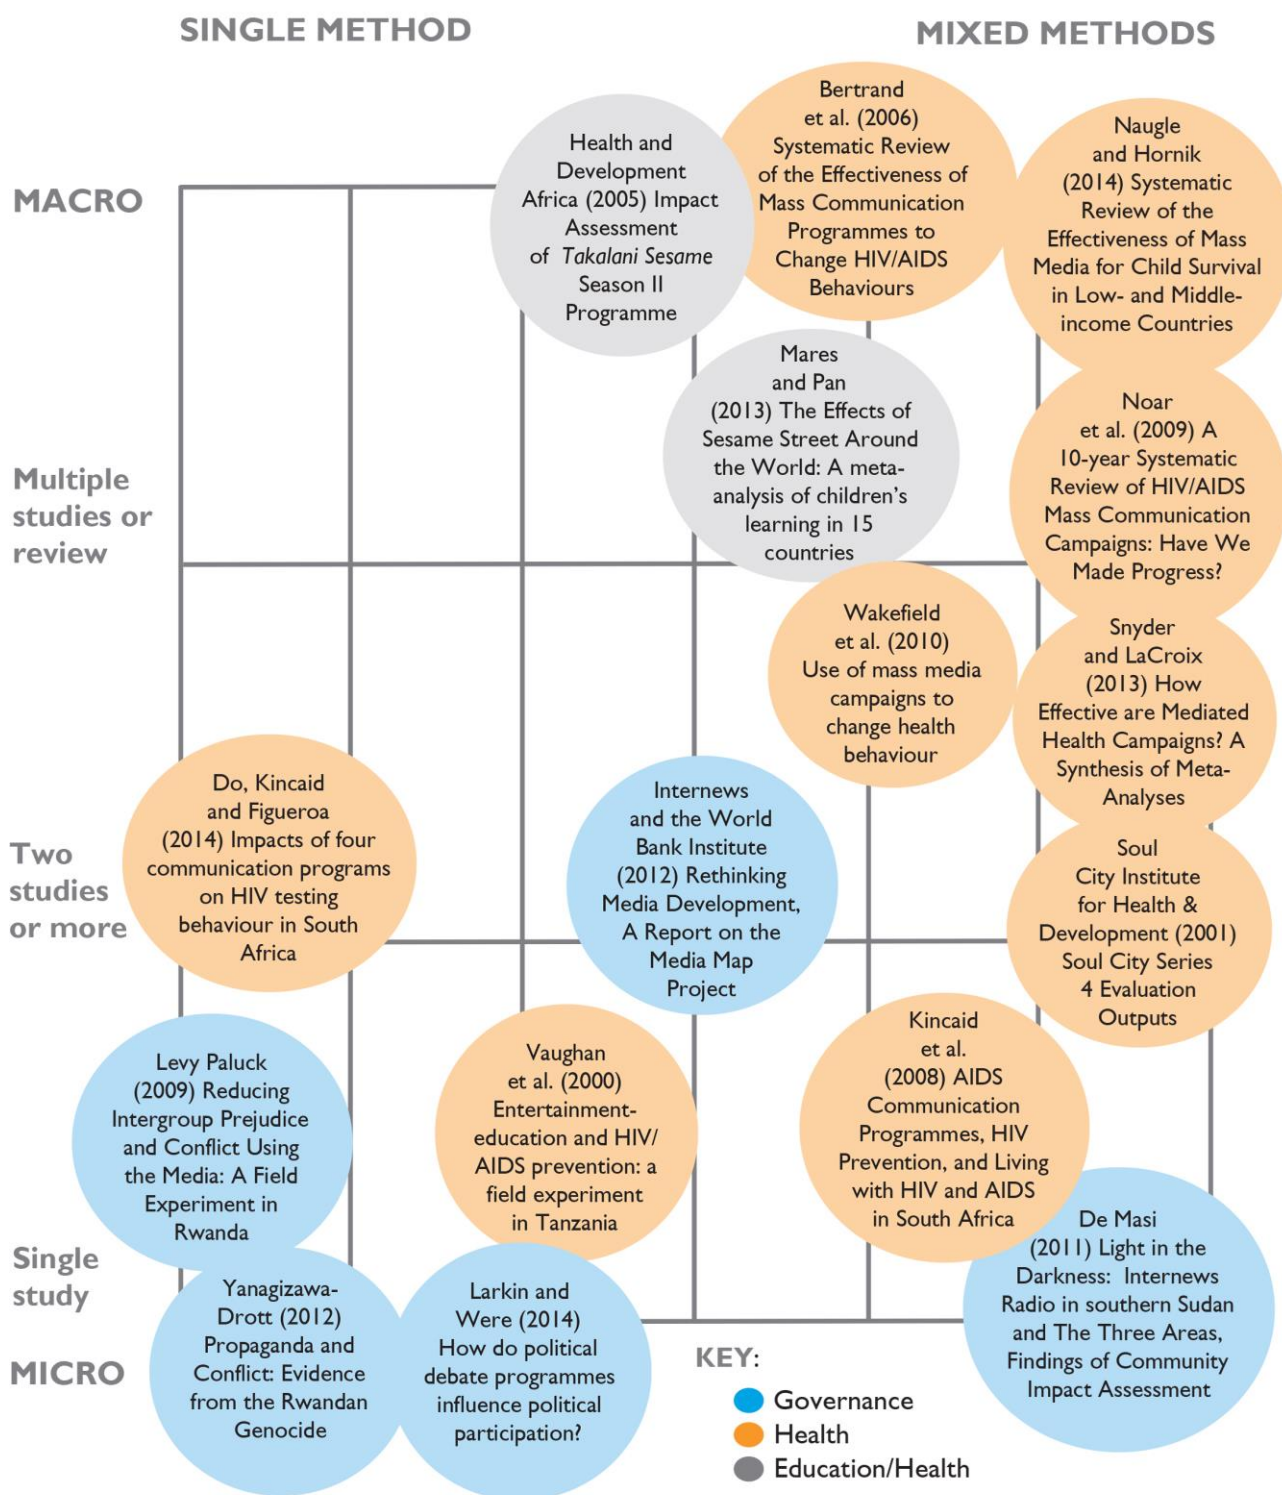 SINGLE METHOD
MIXED METHODS
MACRO
Multiple
studies or
review
Two
studies
or more
Single
study
MICRO
Health and
Development
Africa (2005) Impact
Assessment
of Takalani Sesame
Season II
Programme
Bertrand
et al. (2006)
Systematic Review
of the Effectiveness of
Mass Communication
Programmes to
Change HIV/AIDS
Behaviours
Naugle
and Hornik
(2014) Systematic
Review of the
Effectiveness of Mass
Media for Child Survival
in Low- and Middle-
income Countries
Mares
and Pan
(2013) The Effects of
Sesame Street Around
the World: A meta-
analysis of children’s
learning in 15
countries
Noar
et al. (2009) A
10-year Systematic
Review of HIV/AIDS
Mass Communication
Campaigns: Have We
Made Progress?
Wakefield
et al. (2010)
Use of mass media
campaigns to
change health
behaviour
Snyder
and LaCroix
(2013) How
Effective are Mediated
Health Campaigns? A
Synthesis of Meta-
Analyses
Do, Kincaid
and Figueroa
(2014) Impacts of four
communication programs
on HIV testing
behaviour in South
Africa
Internews
and the World
Bank Institute
(2012) Rethinking
Media Development,
A Report on the
Media Map
Project
Soul
City Institute
for Health &
Development (2001)
Soul City Series
4 Evaluation
Outputs
Levy Paluck
(2009) Reducing
Intergroup Prejudice
and Conflict Using
the Media: A Field
Experiment in
Rwanda
Vaughan
et al. (2000)
Entertainment-
education and HIV/
AIDS prevention: a
field experiment
in Tanzania
Kincaid
et al.
(2008) AIDS
Communication
Programmes, HIV
Prevention, and Living
with HIV and AIDS
in South Africa
De Masi
(2011) Light in the
Darkness: Internews
Radio in southern Sudan
and The Three Areas,
Findings of Community
Impact Assessment
Yanagizawa-
Drott (2012)
Propaganda and
Conflict: Evidence
from the Rwandan
Genocide
Larkin and
Were (2014)
How do political
debate programmes
influence political
participation?
KEY:
Governance
Health
Education/Health